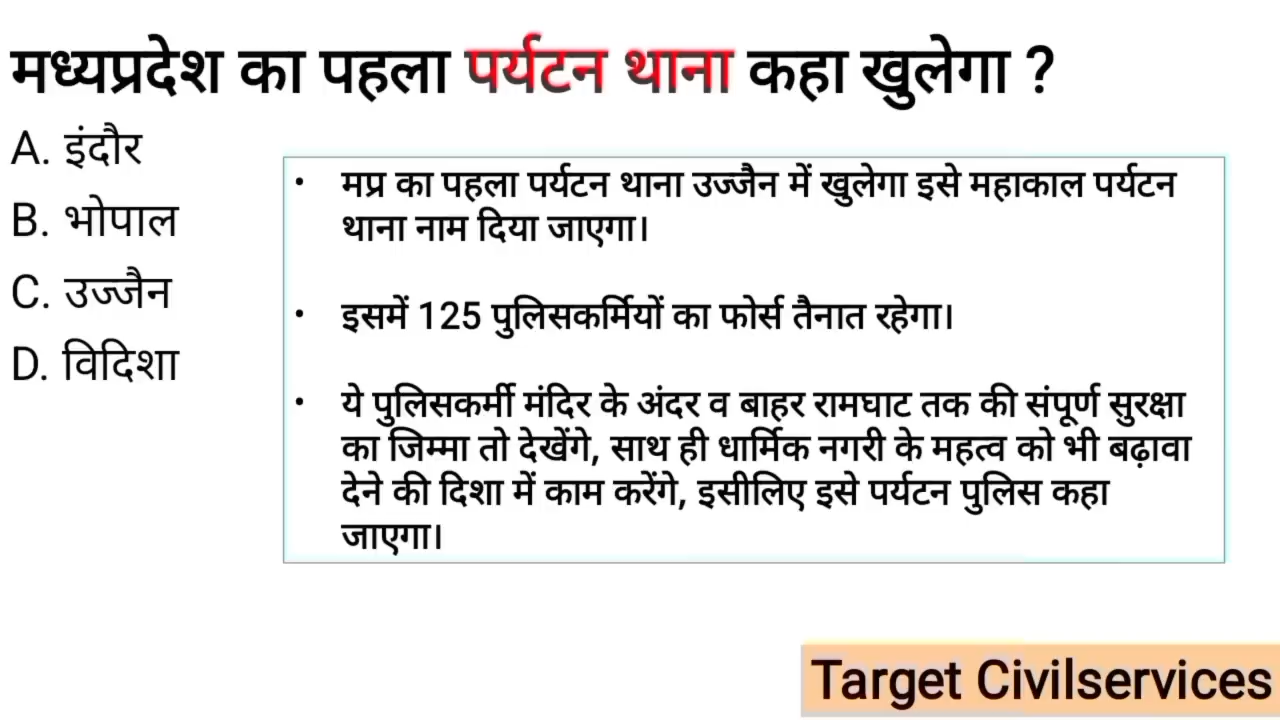 मध्यप्रदेश का पहला पर्यटन थाना कहा खुलेगा ?
A. इंदौर
B. भोपाल
C. उज्जैन
D. विदिशा
• मप्र का पहला पर्यटन थाना उज्जैन में खुलेगा इसे महाकाल पर्यटन
थाना नाम दिया जाएगा।
• इसमें 125 पुलिसकर्मियों का फोर्स तैनात रहेगा।
• ये पुलिसकर्मी मंदिर के अंदर व बाहर रामघाट तक की संपूर्ण सुरक्षा
का जिम्मा तो देखेंगे, साथ ही धार्मिक नगरी के महत्व को भी बढ़ावा
देने की दिशा में काम करेंगे, इसीलिए इसे पर्यटन पुलिस कहा
जाएगा।
Target Civilservices